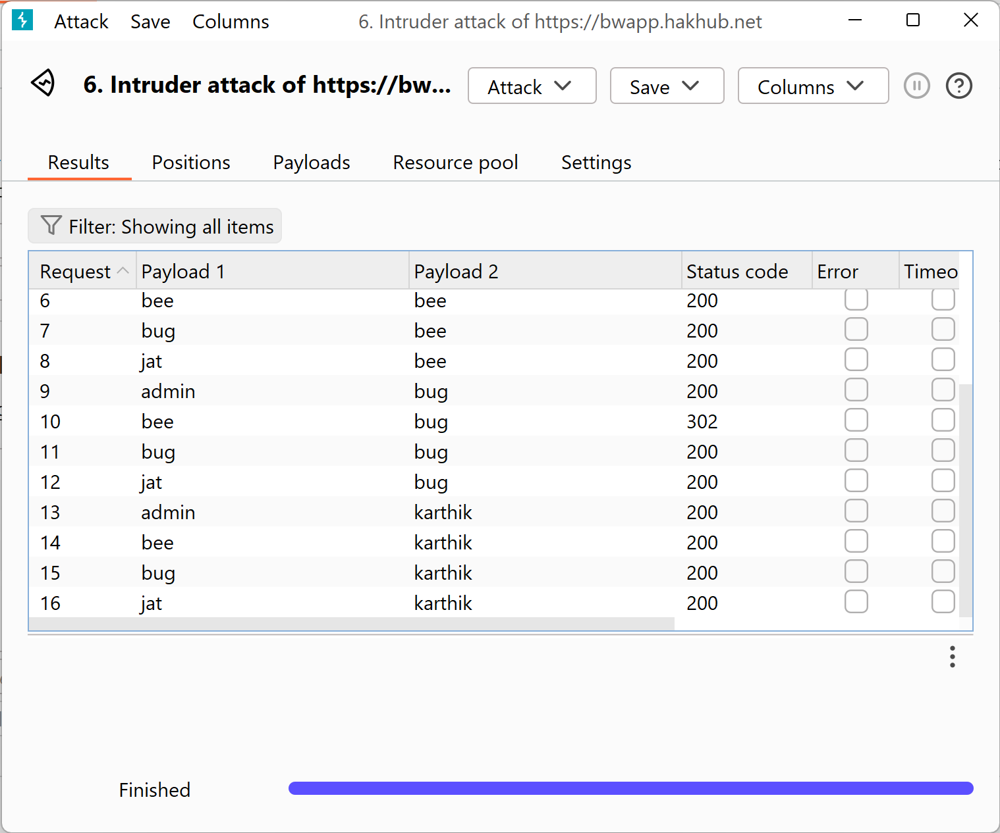 Attack Save Columns 6. Intruder attack of https://bwapp.hakhub.net
6. Intruder attack of https://bw... Attack Save Columns
Results Positions Payloads Resource pool Settings
Filter: Showing all items
Request Payload 1 Payload 2 Status code Error Timeo
6 bee bee 200
7 bug bee 200
8 jat bee 200
9 admin bug 200
10 bee bug 302
11 bug bug 200
12 jat bug 200
13 admin karthik 200
14 bee karthik 200
15 bug karthik 200
16 jat karthik 200
Finished